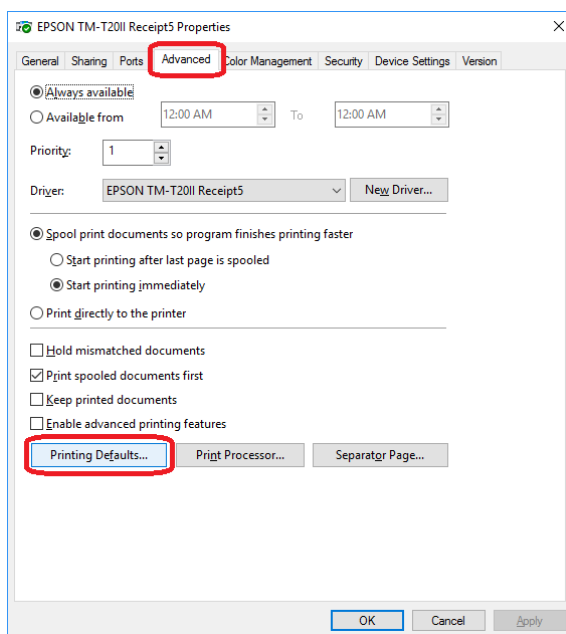 EPSON TM-T20II Receipt5 Properties
General Sharing Ports Advanced Color Management Security Device Settings Version
Always available
Available from 12:00 AM To 12:00 AM
Priority: 1
Driver: EPSON TM-T20II Receipt5 New Driver...
Spool print documents so program finishes printing faster
Start printing after last page is spooled
Start printing immediately
Print directly to the printer
Hold mismatched documents
Print spooled documents first
Keep printed documents
Enable advanced printing features
Printing Defaults... Print Processor... Separator Page...
OK Cancel Apply